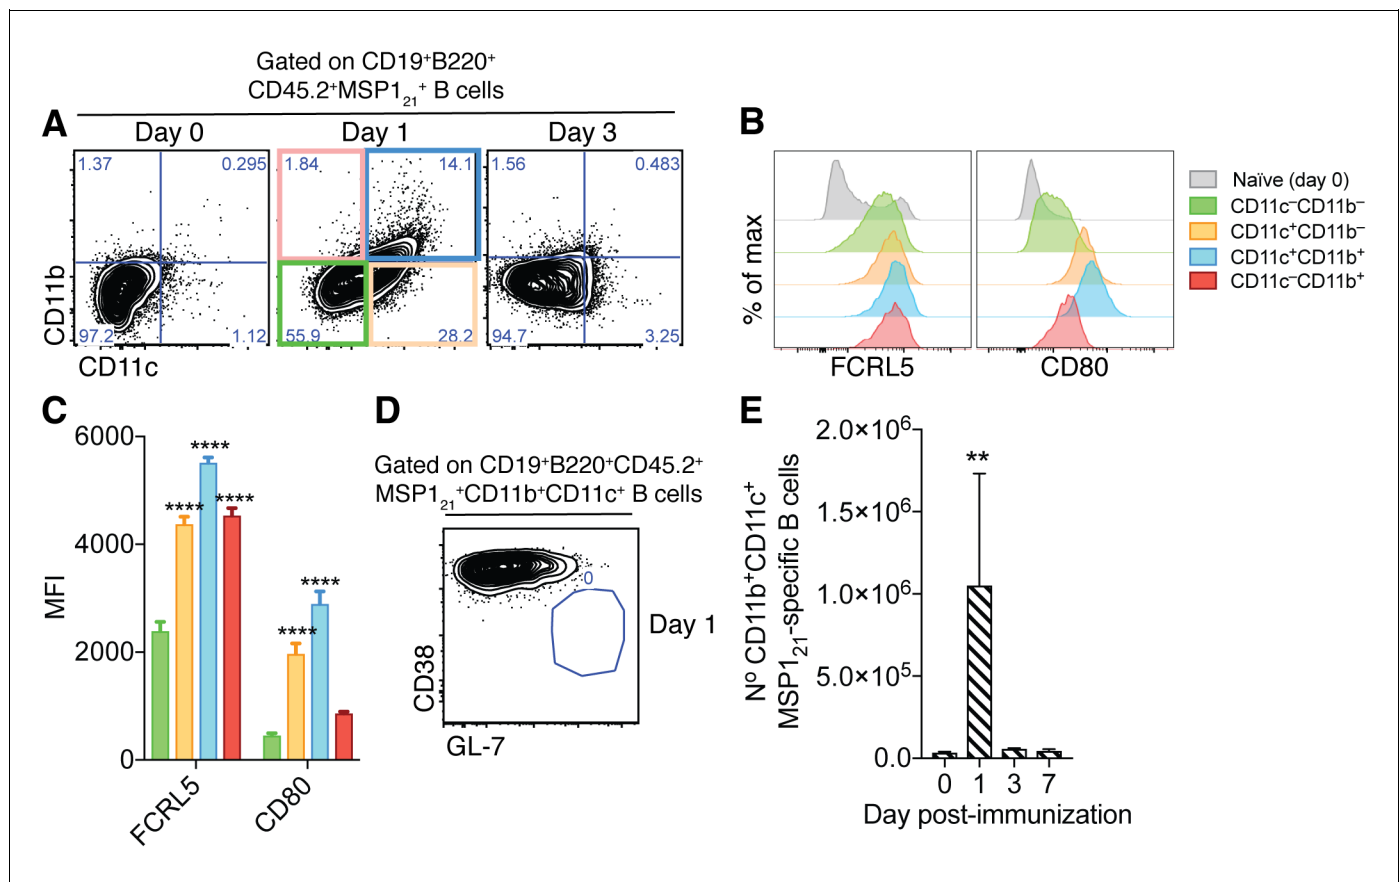 Gated on CD19⁺B220⁺
CD45.2⁺MSP1₂₁⁺ B cells
A
Day 0
Day 1
Day 3
1.37
0.295
97.2
1.12
1.84
14.1
55.9
28.2
1.56
0.483
94.7
3.25
CD11b
CD11c
B
% of max
FCRL5
CD80
Naïve (day 0)
CD11c⁻CD11b⁻
CD11c⁺CD11b⁻
CD11c⁺CD11b⁺
CD11c⁻CD11b⁺
C
6000
4000
2000
0
MFI
****
****
****
****
****
FCRL5
CD80
D
Gated on CD19⁺B220⁺CD45.2⁺
MSP1₂₁⁺CD11b⁺CD11c⁺ B cells
0
Day 1
CD38
GL-7
E
Nº CD11b⁺CD11c⁺
MSP1₂₁-specific B cells
2.0×10⁶
1.5×10⁶
1.0×10⁶
5.0×10⁵
0.0
**
0 1 3 7
Day post-immunization